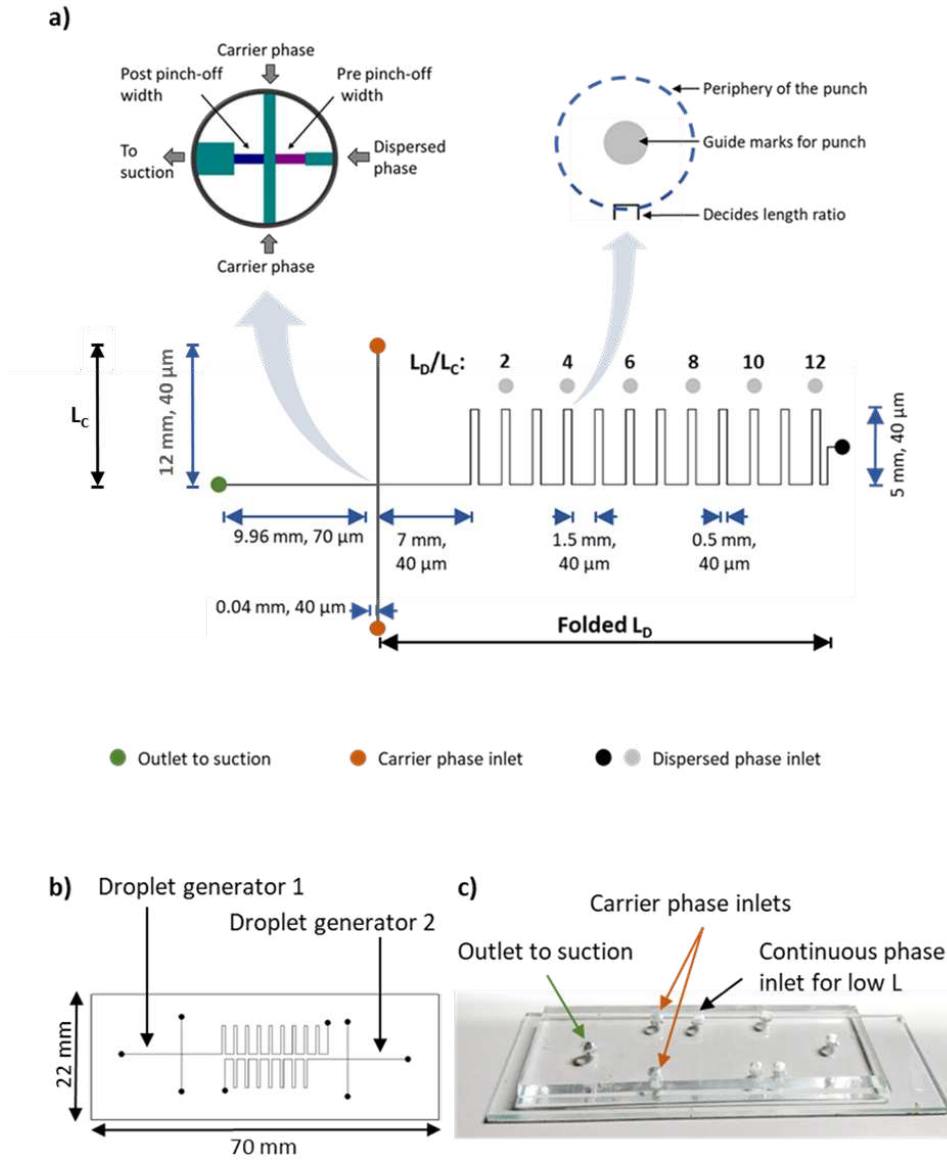 a)
Carrier phase
Post pinch-off
width
Pre pinch-off
width
To
suction
Dispersed
phase
Carrier phase
Periphery of the punch
Guide marks for punch
Decides length ratio
L_D/L_C: 2 4 6 8 10 12
L_C
12 mm, 40 µm
5 mm, 40 µm
9.96 mm, 70 µm
7 mm,
40 µm
1.5 mm,
40 µm
0.5 mm,
40 µm
0.04 mm, 40 µm
Folded L_D
Outlet to suction
Carrier phase inlet
Dispersed phase inlet
b)
Droplet generator 1
Droplet generator 2
22 mm
70 mm
c)
Carrier phase inlets
Outlet to suction
Continuous phase
inlet for low L